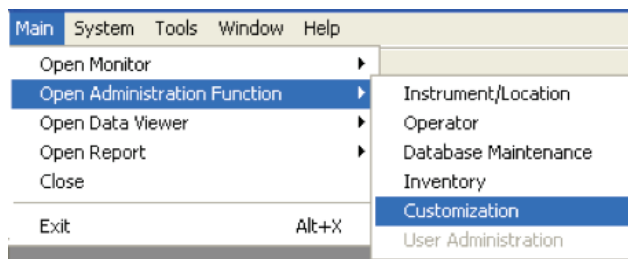 Main System Tools Window Help
Open Monitor
Open Administration Function
Open Data Viewer
Open Report
Close
Exit Alt+X
Instrument/Location
Operator
Database Maintenance
Inventory
Customization
User Administration